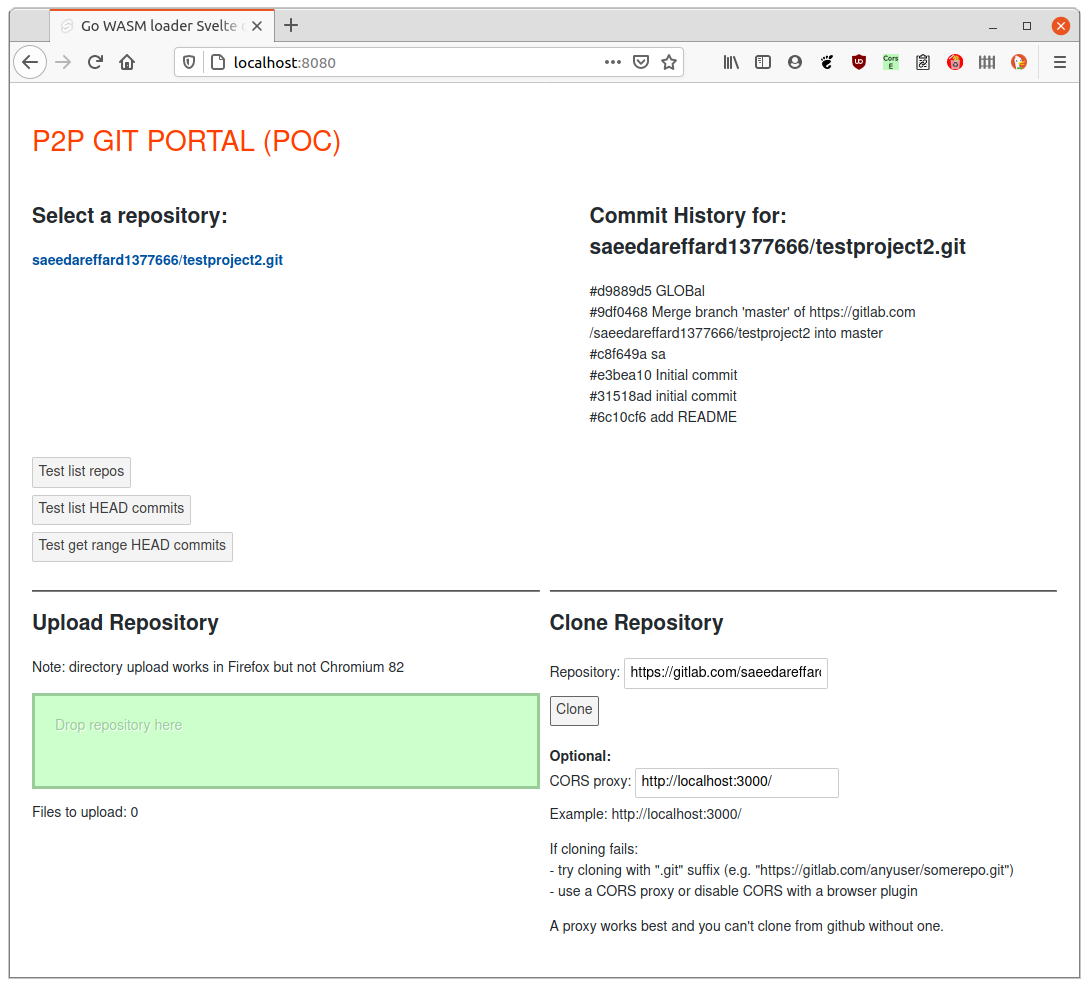 Go WASM loader Svelte
localhost:8080
UD
Cors
E
P2P GIT PORTAL (POC)
Select a repository:
saeedareffard1377666/testproject2.git
Commit History for:
saeedareffard1377666/testproject2.git
#d9889d5 GLOBal
#9df0468 Merge branch 'master' of https://gitlab.com
/saeedareffard1377666/testproject2 into master
#c8f649a sa
#e3bea10 Initial commit
#31518ad initial commit
#6c10cf6 add README
Test list repos
Test list HEAD commits
Test get range HEAD commits
Upload Repository
Note: directory upload works in Firefox but not Chromium 82
Drop repository here
Files to upload: 0
Clone Repository
Repository: https://gitlab.com/saeedareffar
Clone
Optional:
CORS proxy: http://localhost:3000/
Example: http://localhost:3000/
If cloning fails:
- try cloning with ".git" suffix (e.g. "https://gitlab.com/anyuser/somerepo.git")
- use a CORS proxy or disable CORS with a browser plugin
A proxy works best and you can't clone from github without one.